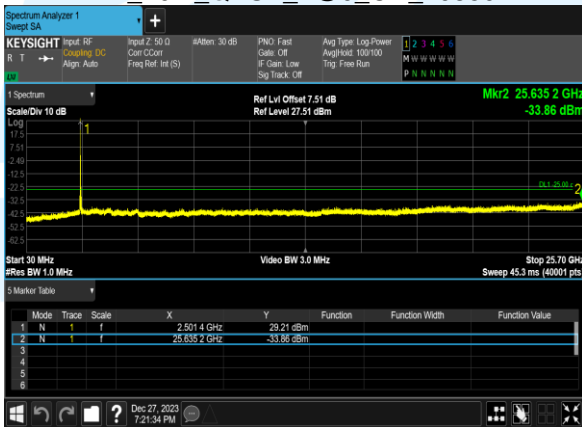 Spectrum Analyzer 1
Swept SA
KEYSIGHT
R T
LV
Input: RF
Coupling: DC
Align: Auto
Input Z: 50 Ω
Corr CCorr
Freq Ref: Int (S)
#Atten: 30 dB
PNO: Fast
Gate: Off
IF Gain: Low
Sig Track: Off
Avg Type: Log-Power
Avg|Hold: 100/100
Trig: Free Run
1 2 3 4 5 6
M W W W W W
P N N N N N
1 Spectrum
Scale/Div 10 dB
Ref Lvl Offset 7.51 dB
Ref Level 27.51 dBm
Mkr2 25.635 2 GHz
-33.86 dBm
Log
17.5
7.51
-2.49
-12.5
-22.5
-32.5
-42.5
-52.5
-62.5
1
DL1 -25.00
2
Start 30 MHz
#Res BW 1.0 MHz
Video BW 3.0 MHz
Stop 25.70 GHz
Sweep 45.3 ms (40001 pts
5 Marker Table
Mode Trace Scale X Y Function Function Width Function Value
1 N 1 f 2.501 4 GHz 29.21 dBm
2 N 1 f 25.635 2 GHz -33.86 dBm
3
4
5
6
?
Dec 27, 2023
7:21:34 PM